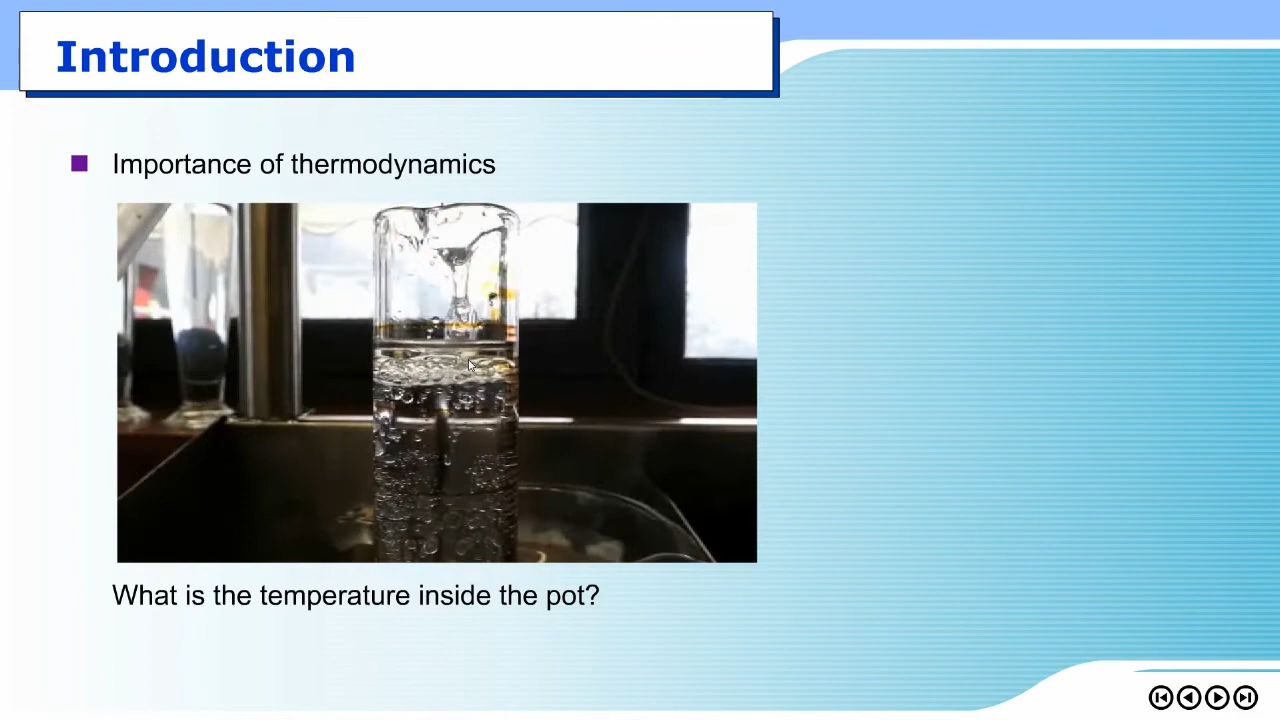 Introduction
Importance of thermodynamics
What is the temperature inside the pot?